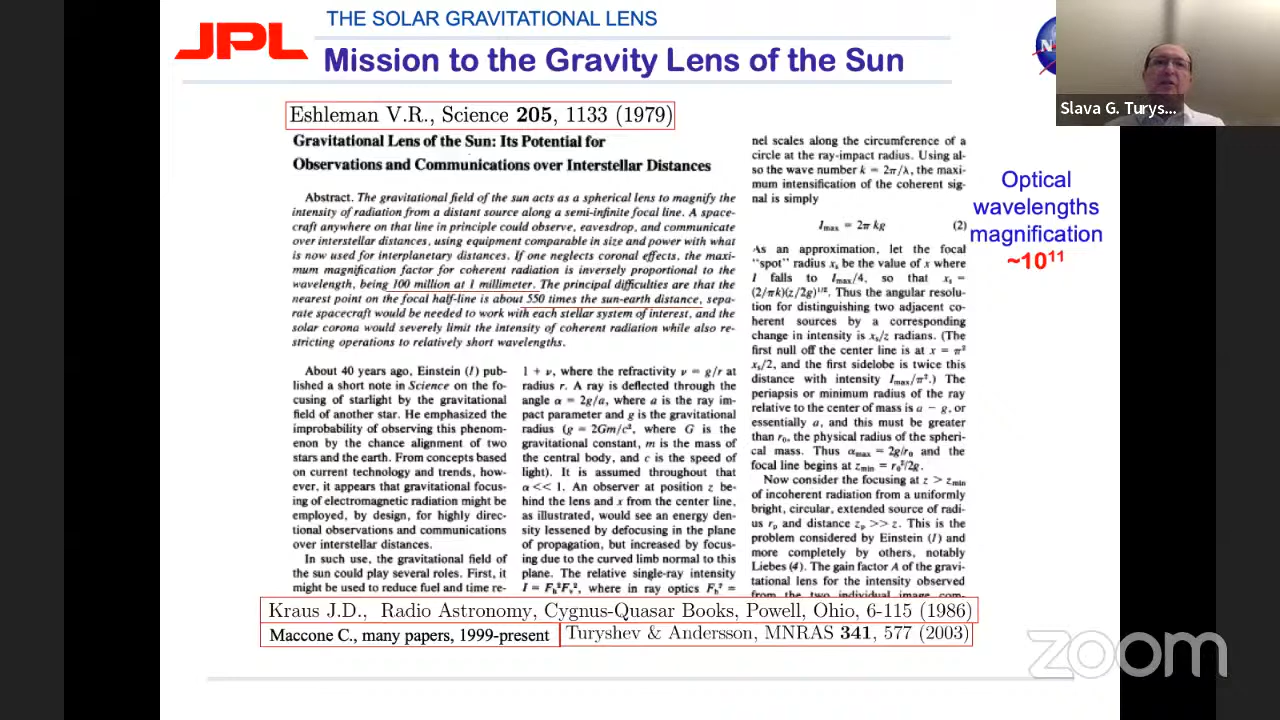 THE SOLAR GRAVITATIONAL LENS
JPL
Mission to the Gravity Lens of the Sun
Slava G. Turys...
Eshleman V.R., Science 205, 1133 (1979)
Gravitational Lens of the Sun: Its Potential for
Observations and Communications over Interstellar Distances
Abstract. The gravitational field of the sun acts as a spherical lens to magnify the
intensity of radiation from a distant source along a semi-infinite focal line. A space-
craft anywhere on that line in principle could observe, eavesdrop, and communicate
over interstellar distances, using equipment comparable in size and power with what
is now used for interplanetary distances. If one neglects coronal effects, the maxi-
mum magnification factor for coherent radiation is inversely proportional to the
wavelength, being 100 million at 1 millimeter. The principal difficulties are that the
nearest point on the focal half-line is about 550 times the sun-earth distance, sepa-
rate spacecraft would be needed to work with each stellar system of interest, and the
solar corona would severely limit the intensity of coherent radiation while also re-
stricting operations to relatively short wavelengths.
About 40 years ago, Einstein (1) pub-
lished a short note in Science on the fo-
cusing of starlight by the gravitational
field of another star. He emphasized the
improbability of observing this phenom-
enon by the chance alignment of two
stars and the earth. From concepts based
on current technology and trends, how-
ever, it appears that gravitational focus-
ing of electromagnetic radiation might be
employed, by design, for highly direc-
tional observations and communications
over interstellar distances.
In such use, the gravitational field of
the sun could play several roles. First, it
might be used to reduce fuel and time re-
1 + ν, where the refractivity ν = g/r at
radius r. A ray is deflected through the
angle α = 2g/a, where a is the ray im-
pact parameter and g is the gravitational
radius (g = 2Gm/c², where G is the
gravitational constant, m is the mass of
the central body, and c is the speed of
light). It is assumed throughout that
α << 1. An observer at position z be-
hind the lens and x from the center line,
as illustrated, would see an energy den-
sity lessened by defocusing in the plane
of propagation, but increased by focus-
ing due to the curved limb normal to this
plane. The relative single-ray intensity
I = Fₕ²Fᵥ², where in ray optics Fₕ² =
nel scales along the circumference of a
circle at the ray-impact radius. Using al-
so the wave number k = 2π/λ, the maxi-
mum intensification of the coherent sig-
nal is simply
Imax = 2π kg (2)
As an approximation, let the focal
"spot" radius xs be the value of x where
I falls to Imax/4, so that xs =
(2/πk)(z/2g)^1/2. Thus the angular resolu-
tion for distinguishing two adjacent co-
herent sources by a corresponding
change in intensity is xs/z radians. (The
first null off the center line is at x = π²
xs/2, and the first sidelobe is twice this
distance with intensity Imax/π².) The
periapsis or minimum radius of the ray
relative to the center of mass is a − g, or
essentially a, and this must be greater
than r₀, the physical radius of the spheri-
cal mass. Thus αmax = 2g/r₀ and the
focal line begins at zmin = r₀²/2g.
Now consider the focusing at z > zmin
of incoherent radiation from a uniformly
bright, circular, extended source of radi-
us rp and distance zp >> z. This is the
problem considered by Einstein (1) and
more completely by others, notably
Liebes (4). The gain factor A of the gravi-
tational lens for the intensity observed
from the two individual image com-
Optical
wavelengths
magnification
~10¹¹
Kraus J.D., Radio Astronomy, Cygnus-Quasar Books, Powell, Ohio, 6-115 (1986)
Maccone C., many papers, 1999-present
Turyshev & Andersson, MNRAS 341, 577 (2003)
zoom